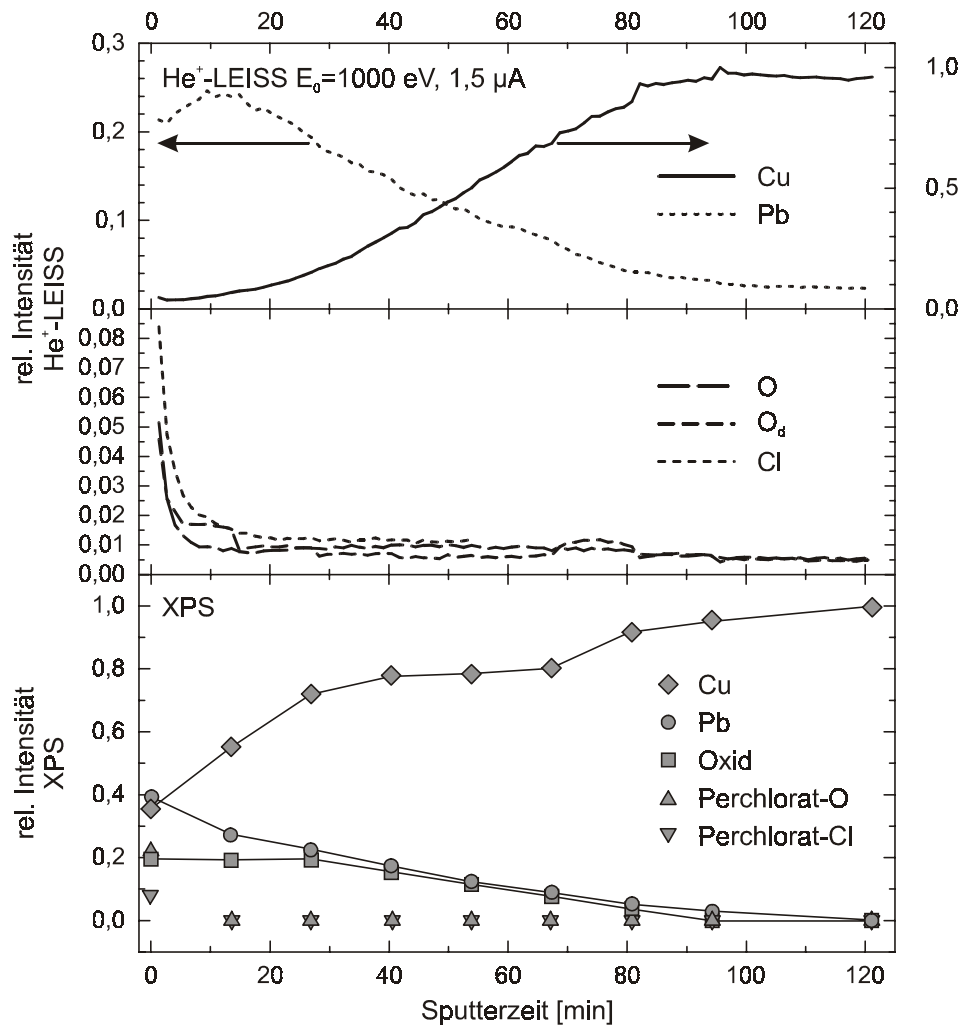 0 20 40 60 80 100 120
0,3
0,2
0,1
0,0
He⁺-LEISS E₀=1000 eV, 1,5 µA
Cu
Pb
1,0
0,5
0,0
rel. Intensität
He⁺-LEISS
0,08
0,07
0,06
0,05
0,04
0,03
0,02
0,01
0,00
O
O_d
Cl
rel. Intensität
XPS
1,0
0,8
0,6
0,4
0,2
0,0
XPS
Cu
Pb
Oxid
Perchlorat-O
Perchlorat-Cl
0 20 40 60 80 100 120
Sputterzeit [min]